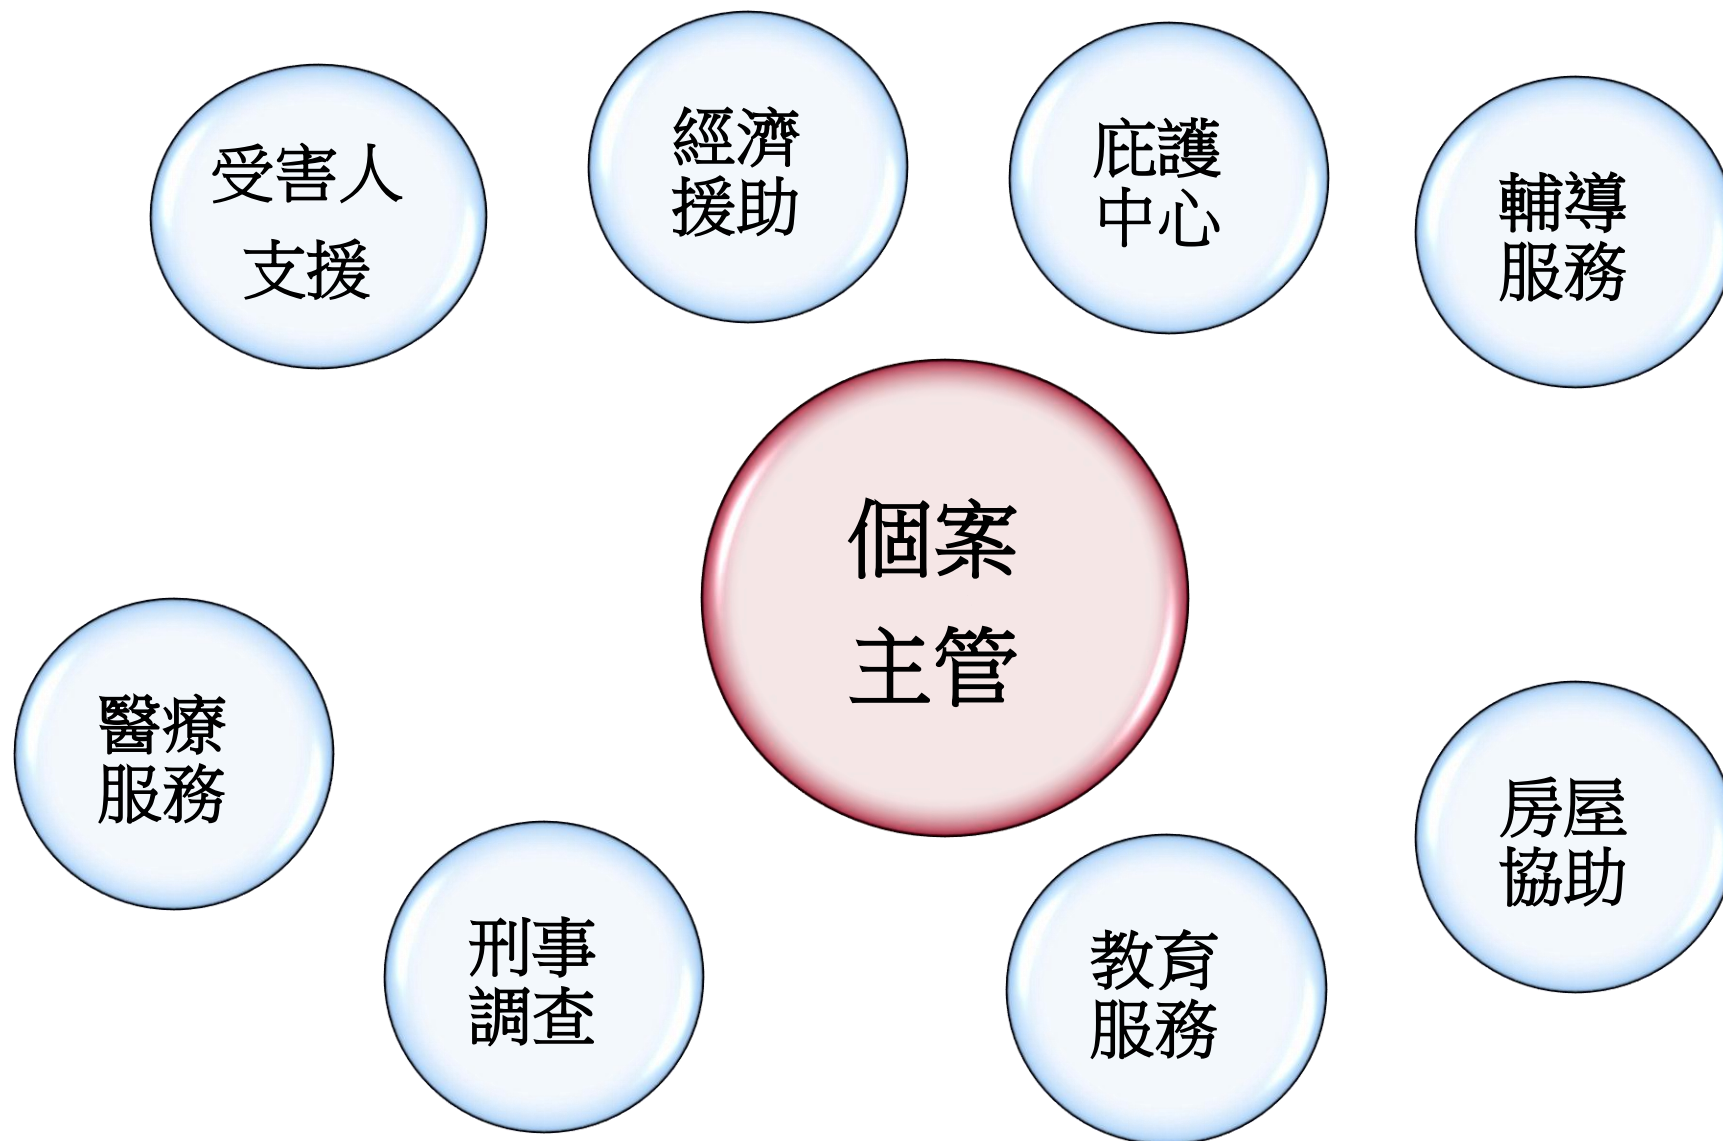 受害人
支援
經濟
援助
庇護
中心
輔導
服務
個案
主管
醫療
服務
房屋
協助
刑事
調查
教育
服務